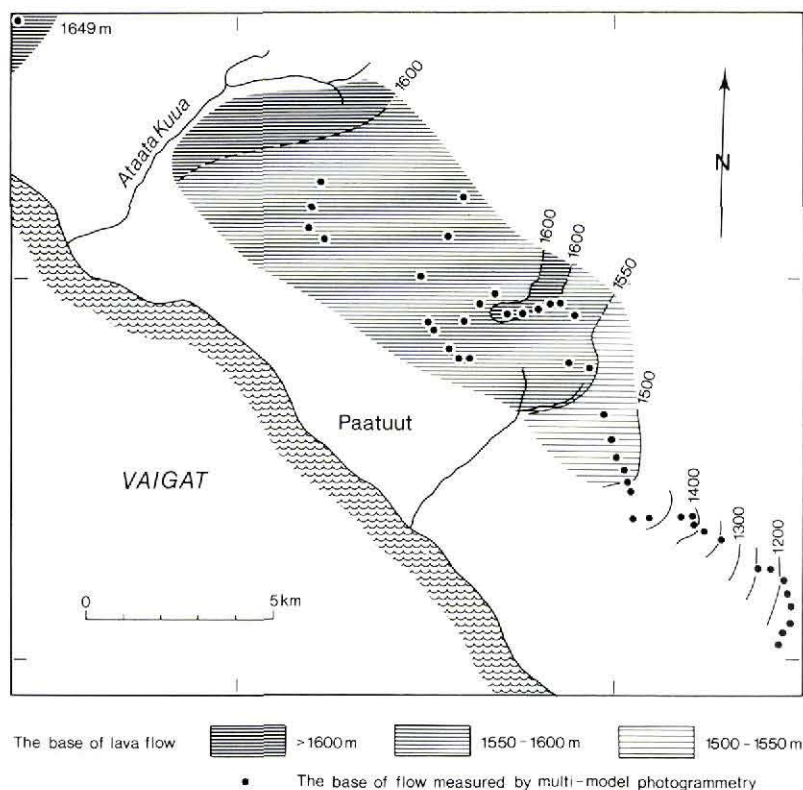 1649 m
Ataata Kuua
1600
N
1600
1600
1550
1500
Paatuut
VAIGAT
1400
1300
1200
0 5 km
The base of lava flow >1600 m 1550 - 1600 m 1500 - 1550 m
The base of flow measured by multi-model photogrammetry